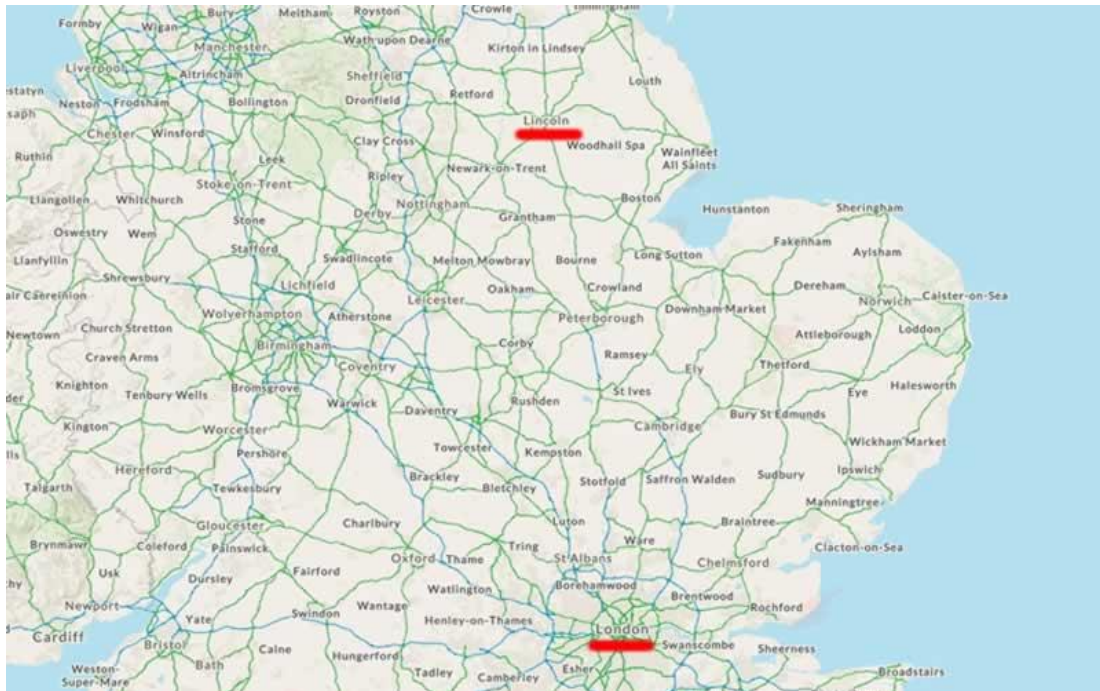 Formby
Bury
Meltham
Royston
Crowle
Wigan
Wath upon Dearne
Kirton in Lindsey
Manchester
Liverpool
Altrincham
Sheffield
Louth
Neston
Frodsham
Bollington
Dronfield
Retford
Lincoln
Chester
Winsford
Clay Cross
Woodhall Spa
Wainfleet
All Saints
Ruthin
Leek
Newark-on-Trent
Stoke-on-Trent
Ripley
Llangollen
Whitchurch
Nottingham
Boston
Stone
Derby
Grantham
Hunstanton
Sheringham
Oswestry
Wem
Stafford
Fakenham
Aylsham
Llanfyllin
Swadlincote
Melton Mowbray
Bourne
Long Sutton
Shrewsbury
Lichfield
Oakham
Crowland
Dereham
air Caereinion
Leicester
Norwich
Caister-on-Sea
Wolverhampton
Atherstone
Peterborough
Downham Market
Newtown
Church Stretton
Birmingham
Corby
Attleborough
Loddon
Craven Arms
Coventry
Ramsey
Ely
Thetford
Knighton
Tenbury Wells
Bromsgrove
Rushden
St Ives
Eye
Halesworth
Warwick
Daventry
Bury St Edmunds
Kington
Worcester
Cambridge
Pershore
Towcester
Kempston
Wickham Market
Hereford
Brackley
Stotfold
Saffron Walden
Sudbury
Ipswich
Talgarth
Tewkesbury
Bletchley
Manningtree
Gloucester
Charlbury
Luton
Braintree
Brynmawr
Coleford
Painswick
Tring
Ware
Clacton-on-Sea
Oxford
Thame
St Albans
Chelmsford
Usk
Dursley
Fairford
Watlington
Borehamwood
Brentwood
Newport
Yate
Swindon
Wantage
Henley-on-Thames
Rochford
Cardiff
Bristol
London
Swanscombe
Sheerness
Bath
Calne
Hungerford
Weston-
Super-Mare
Tadley
Camberley
Esher
Broadstairs